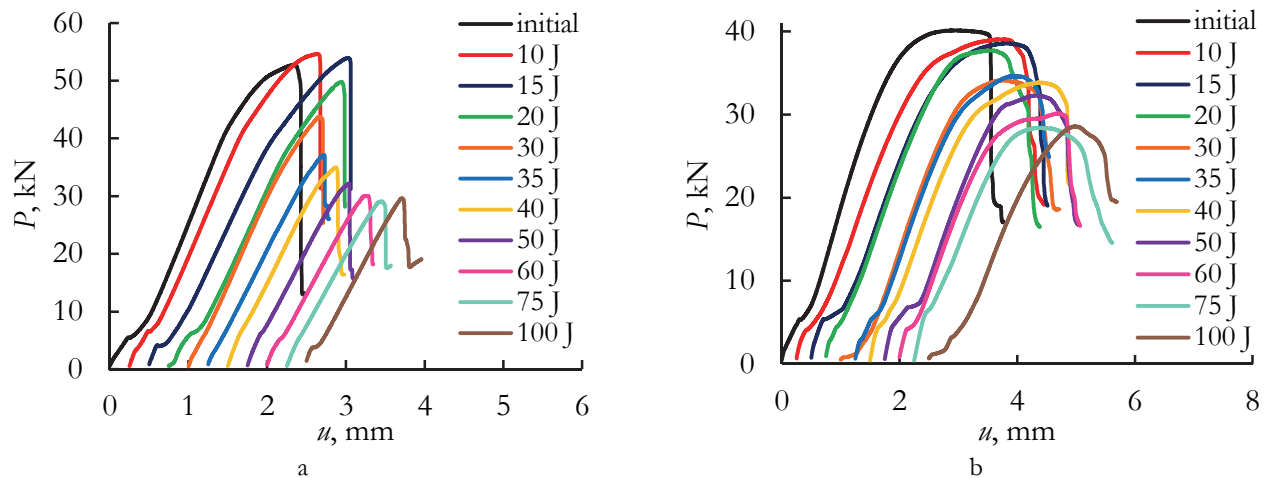 60
50
40
30
20
10
0
P, kN
0 1 2 3 4 5 6
u, mm
initial
10 J
15 J
20 J
30 J
35 J
40 J
50 J
60 J
75 J
100 J
a
40
30
20
10
0
P, kN
0 2 4 6 8
u, mm
initial
10 J
15 J
20 J
30 J
35 J
40 J
50 J
60 J
75 J
100 J
b